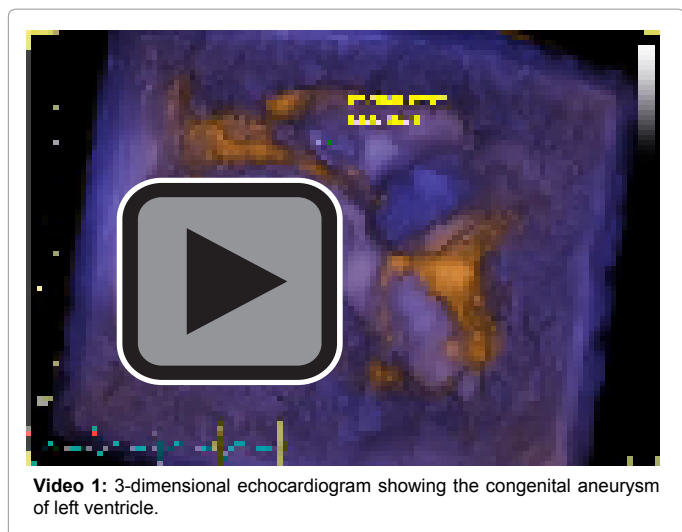 Video 1: 3-dimensional echocardiogram showing the congenital aneurysm
of left ventricle.